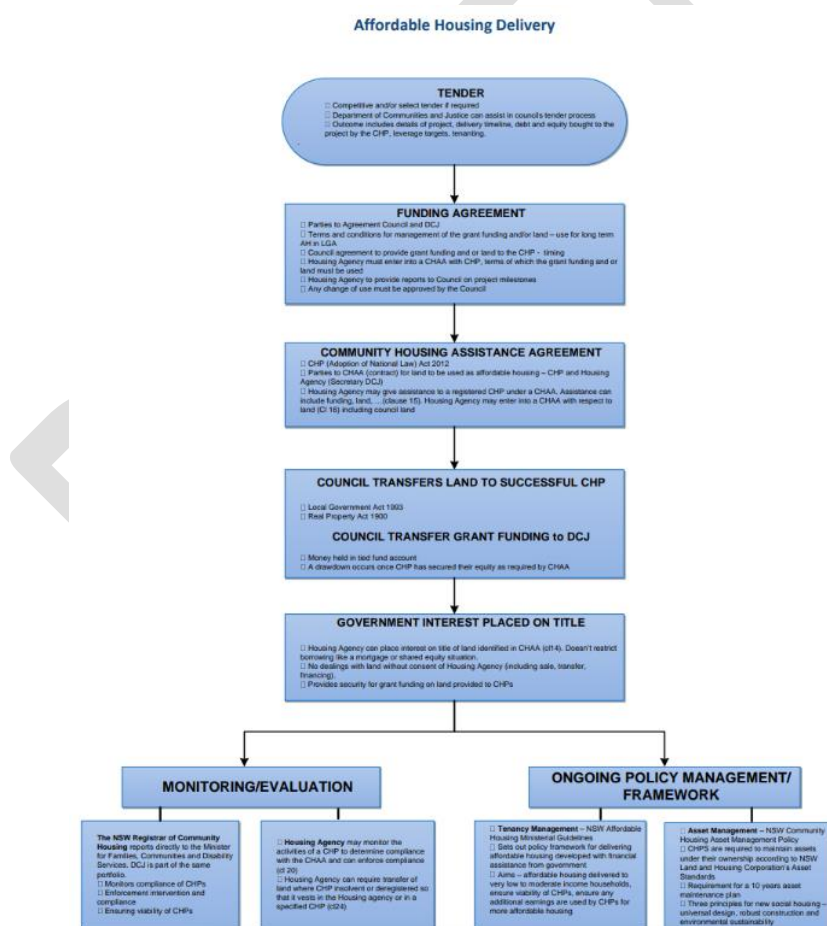 Affordable Housing Delivery
TENDER
Competitive and/or select tender if required
Department of Communities and Justice can assist in councils tender process
Outcome includes details of project, delivery timeline, debt and equity bought to the
project by the CHP, leverage targets, tenanting.
FUNDING AGREEMENT
Parties to Agreement Council and DCJ
Terms and conditions for management of the grant funding and/or land – use for long term
AH in LGA
Council agreement to provide grant funding and or land to the CHP - timing
Housing Agency must enter into a CHAA with CHP, terms of which the grant funding and or
land must be used
Housing Agency to provide reports to Council on project milestones
Any change of use must be approved by the Council
COMMUNITY HOUSING ASSISTANCE AGREEMENT
CHP (Adoption of National Law) Act 2012
Parties to CHAA (contract) for land to be used as affordable housing – CHP and Housing
Agency (Secretary DCJ)
Housing Agency may give assistance to a registered CHP under a CHAA. Assistance can
include funding, land, ... (clause 15). Housing Agency may enter into a CHAA with respect to
land (Cl 16) including council land
COUNCIL TRANSFERS LAND TO SUCCESSFUL CHP
Local Government Act 1993
Real Property Act 1900
COUNCIL TRANSFER GRANT FUNDING to DCJ
Money held in tied fund account
A drawdown occurs once CHP has secured their equity as required by CHAA
GOVERNMENT INTEREST PLACED ON TITLE
Housing Agency can place interest on title of land identified in CHAA (cl14). Doesn't restrict
borrowing like a mortgage or shared equity situation.
No dealings with land without consent of Housing Agency (including sale, transfer,
financing).
Provides security for grant funding on land provided to CHPs
MONITORING/EVALUATION
The NSW Registrar of Community
Housing reports directly to the Minister
for Families, Communities and Disability
Services. DCJ is part of the same
portfolio.
Monitors compliance of CHPs
Enforcement intervention and
compliance
Ensuring viability of CHPs
Housing Agency may monitor the
activities of a CHP to determine compliance
with the CHAA and can enforce compliance
(cl 20)
Housing Agency can require transfer of
land where CHP insolvent or deregistered so
that it vests in the Housing agency or in a
specified CHP (cl24)
ONGOING POLICY MANAGEMENT/
FRAMEWORK
Tenancy Management – NSW Affordable
Housing Ministerial Guidelines
Sets out policy framework for delivering
affordable housing developed with financial
assistance from government
Aims – affordable housing delivered to
very low to moderate income households,
ensure viability of CHPs, ensure any
additional earnings are used by CHPs for
more affordable housing.
Asset Management – NSW Community
Housing Asset Management Policy
CHPS are required to maintain assets
under their ownership according to NSW
Land and Housing Corporation's Asset
Standards
Requirement for a 10 years asset
maintenance plan
Three principles for new social housing –
universal design, robust construction and
environmental sustainability